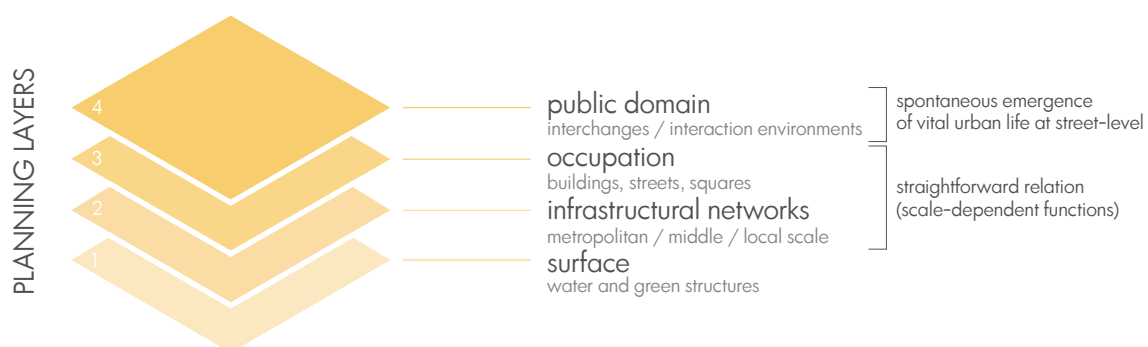 PLANNING LAYERS
4
public domain
interchanges / interaction environments
spontaneous emergence
of vital urban life at street-level
3
occupation
buildings, streets, squares
straightforward relation
(scale-dependent functions)
2
infrastructural networks
metropolitan / middle / local scale
1
surface
water and green structures